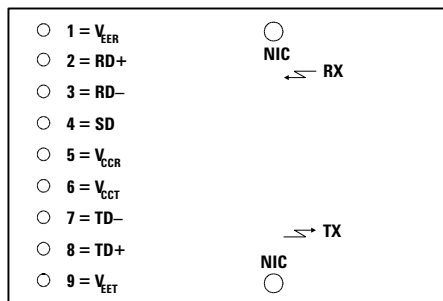 1 = VEER
2 = RD+
3 = RD–
4 = SD
5 = VCCR
6 = VCCT
7 = TD–
8 = TD+
9 = VEET
NIC
RX
TX
NIC